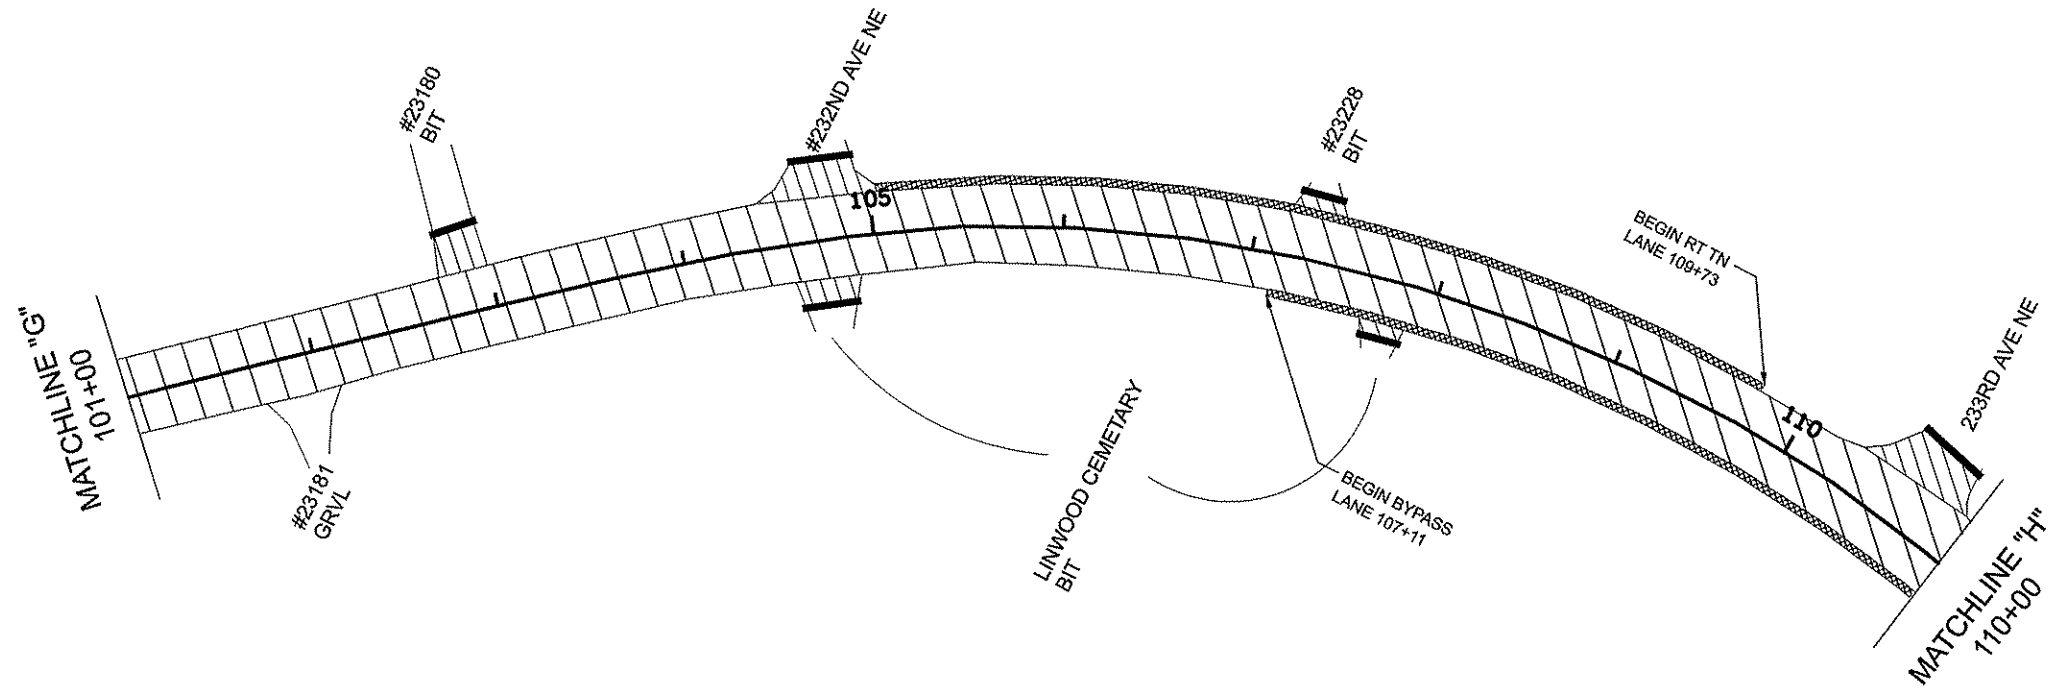 MATCHLINE "G"
101+00
#23181
GRVL
#23180
BIT
#232ND AVE NE
105
LINWOOD CEMETARY
BIT
#23228
BIT
BEGIN BYPASS
LANE 107+11
BEGIN RT TN
LANE 109+73
110
233RD AVE NE
MATCHLINE "H"
110+00